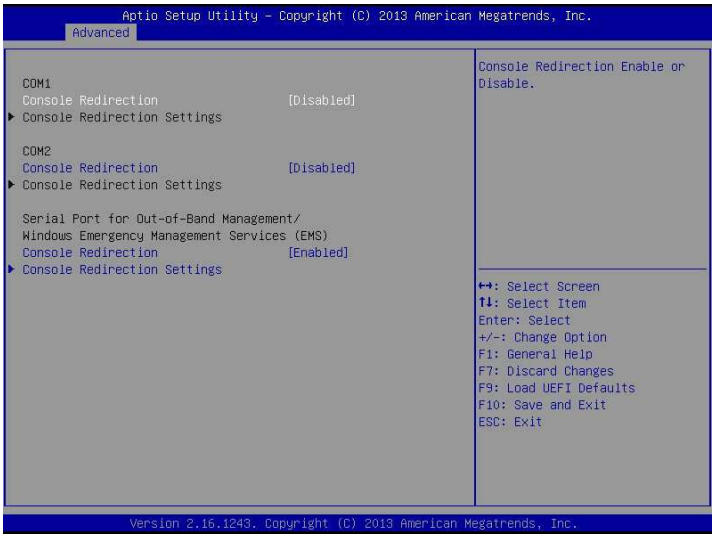 Aptio Setup Utility – Copyright (C) 2013 American Megatrends, Inc.
Advanced
COM1
Console Redirection [Disabled]
▶ Console Redirection Settings
COM2
Console Redirection [Disabled]
▶ Console Redirection Settings
Serial Port for Out-of-Band Management/
Windows Emergency Management Services (EMS)
Console Redirection [Enabled]
▶ Console Redirection Settings
Console Redirection Enable or
Disable.
↔: Select Screen
↑↓: Select Item
Enter: Select
+/-: Change Option
F1: General Help
F7: Discard Changes
F9: Load UEFI Defaults
F10: Save and Exit
ESC: Exit
Version 2.16.1243. Copyright (C) 2013 American Megatrends, Inc.